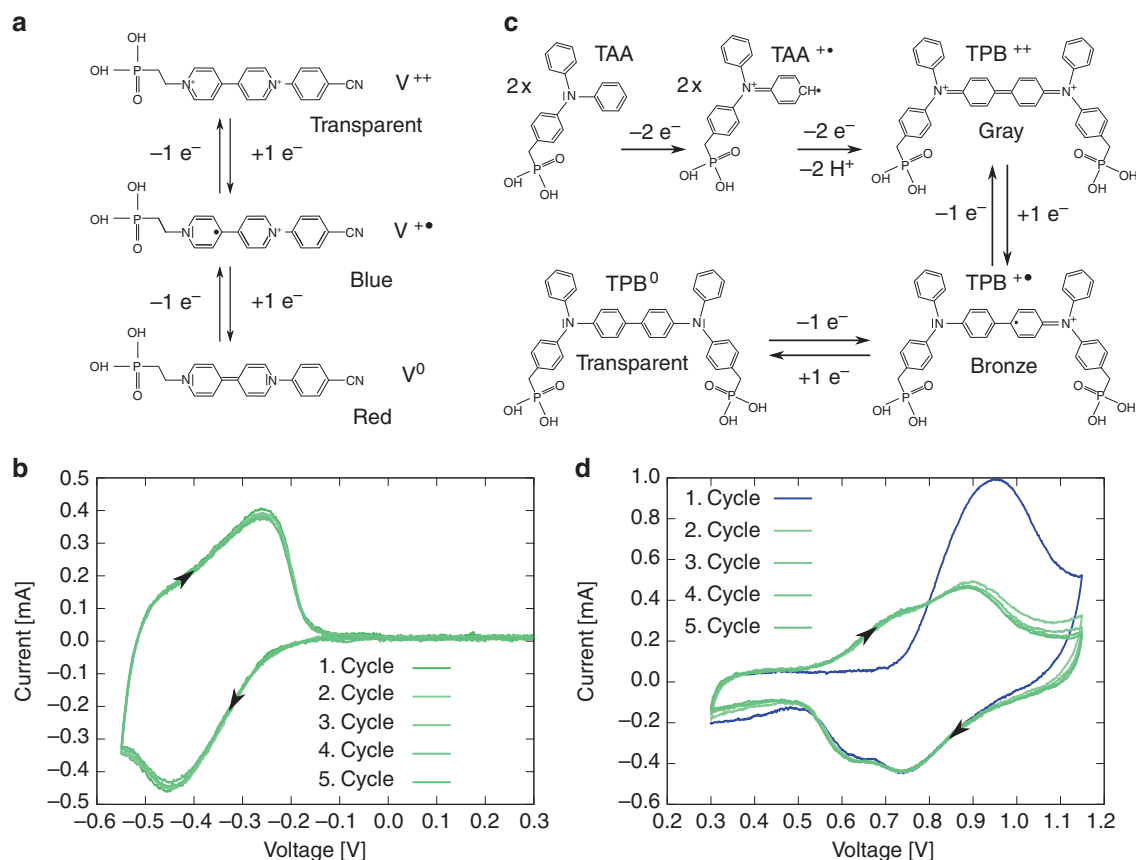 a
OH
OH
P
O
N⁺
N⁺
CN
V⁺⁺
Transparent
−1 e⁻
+1 e⁻
OH
OH
P
O
N
N⁺
CN
V⁺•
Blue
−1 e⁻
+1 e⁻
OH
OH
P
O
N
N
CN
V⁰
Red
c
TAA
2x
N
P
O
OH
OH
−2 e⁻
TAA⁺•
2x
N⁺
CH•
P
O
OH
OH
−2 e⁻
−2 H⁺
TPB⁺⁺
N⁺
N⁺
Gray
P
O
OH
OH
O
P
OH
OH
−1 e⁻
+1 e⁻
TPB⁰
N
N
Transparent
P
O
OH
OH
O
P
OH
OH
−1 e⁻
+1 e⁻
TPB⁺•
N
N⁺
Bronze
P
O
OH
OH
O
P
OH
OH
b
0.5
0.4
0.3
0.2
0.1
0.0
−0.1
−0.2
−0.3
−0.4
−0.5
Current [mA]
1. Cycle
2. Cycle
3. Cycle
4. Cycle
5. Cycle
−0.6 −0.5 −0.4 −0.3 −0.2 −0.1 0.0 0.1 0.2 0.3
Voltage [V]
d
1.0
0.8
0.6
0.4
0.2
0.0
−0.2
−0.4
−0.6
Current [mA]
1. Cycle
2. Cycle
3. Cycle
4. Cycle
5. Cycle
0.2 0.3 0.4 0.5 0.6 0.7 0.8 0.9 1.0 1.1 1.2
Voltage [V]